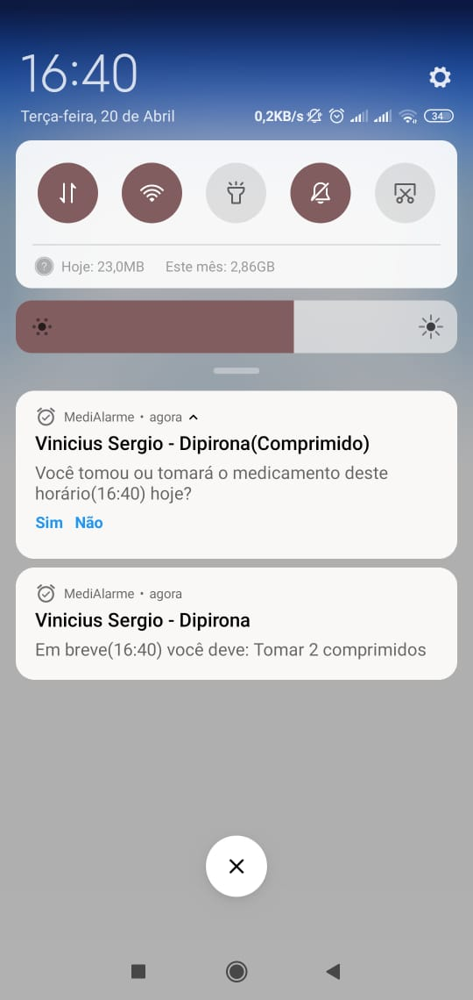 16:40
Terça-feira, 20 de Abril
0,2KB/s 34
Hoje: 23,0MB Este mês: 2,86GB
MediAlarme • agora
Vinicius Sergio - Dipirona(Comprimido)
Você tomou ou tomará o medicamento deste
horário(16:40) hoje?
Sim Não
MediAlarme • agora
Vinicius Sergio - Dipirona
Em breve(16:40) você deve: Tomar 2 comprimidos